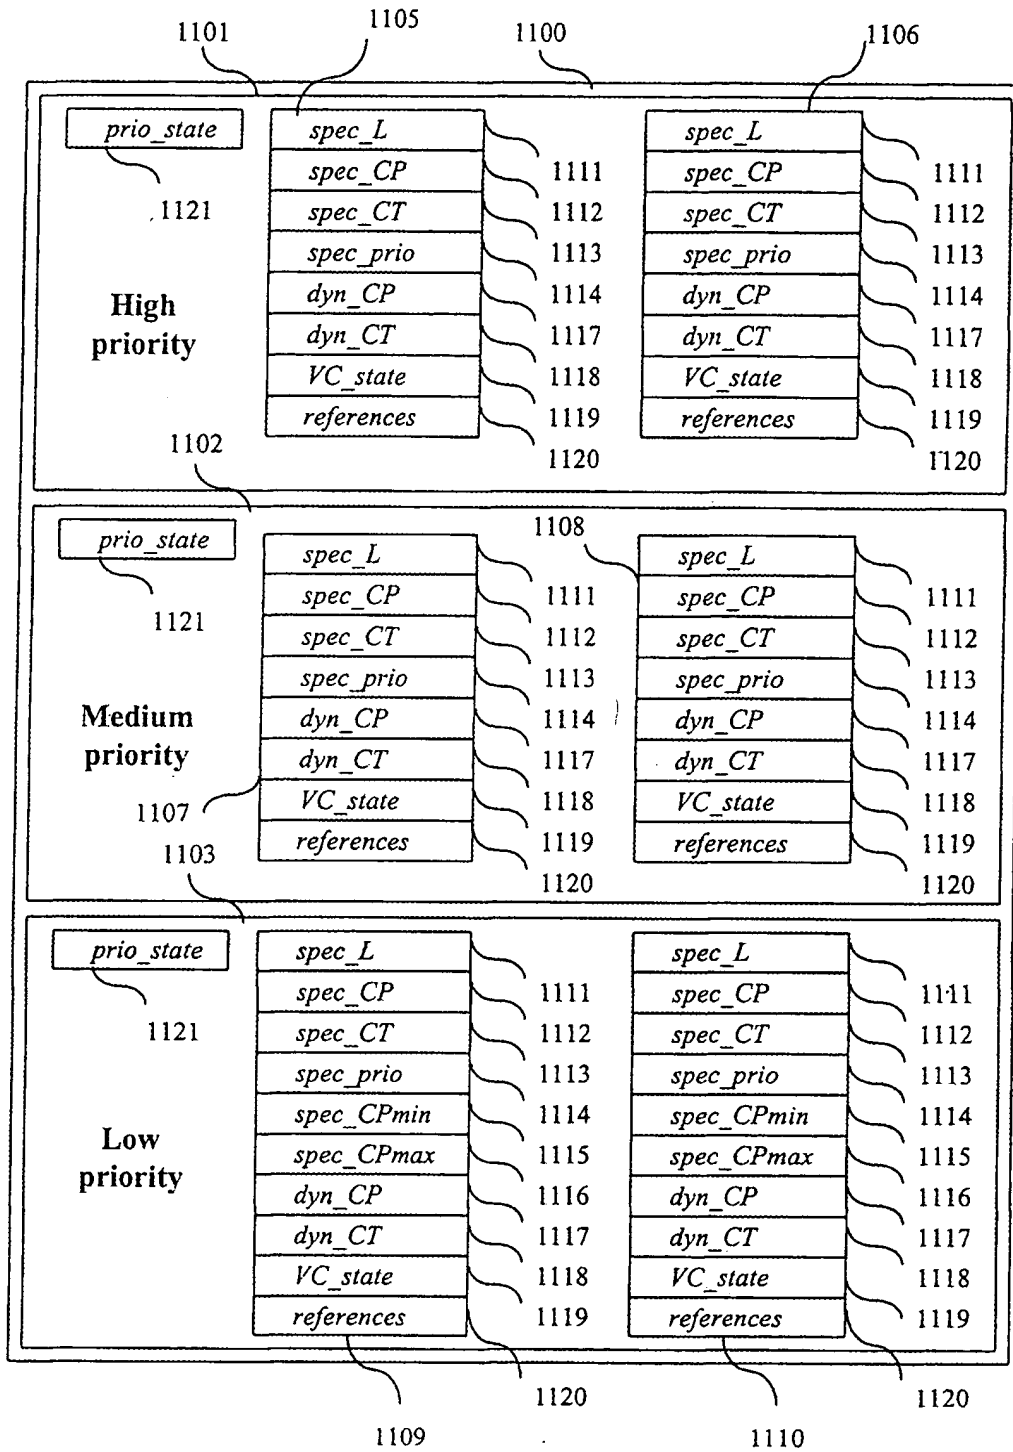 1101 1105 1100 1106
prio_state spec_L spec_L
spec_CP 1111 spec_CP 1111
1121 spec_CT 1112 spec_CT 1112
spec_prio 1113 spec_prio 1113
High dyn_CP 1114 dyn_CP 1114
priority dyn_CT 1117 dyn_CT 1117
VC_state 1118 VC_state 1118
references 1119 references 1119
1102 1120 1120
prio_state 1108
spec_L spec_L
spec_CP 1111 spec_CP 1111
1121 spec_CT 1112 spec_CT 1112
spec_prio 1113 spec_prio 1113
Medium dyn_CP 1114 dyn_CP 1114
priority dyn_CT 1117 dyn_CT 1117
1107 VC_state 1118 VC_state 1118
references 1119 references 1119
1103 1120 1120
prio_state spec_L spec_L
spec_CP 1111 spec_CP 1111
1121 spec_CT 1112 spec_CT 1112
spec_prio 1113 spec_prio 1113
spec_CPmin 1114 spec_CPmin 1114
Low spec_CPmax 1115 spec_CPmax 1115
priority dyn_CP 1116 dyn_CP 1116
dyn_CT 1117 dyn_CT 1117
VC_state 1118 VC_state 1118
references 1119 references 1119
1120 1120
1109 1110